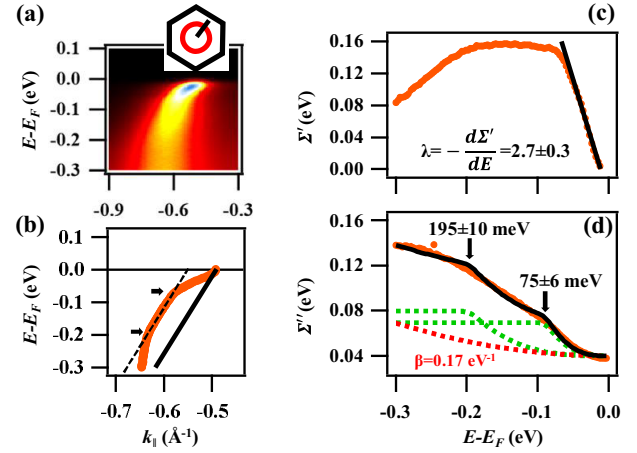 (a)
0.1
0.0
-0.1
-0.2
-0.3
E-E_F (eV)
-0.9 -0.5 -0.3
(b)
0.1
0.0
-0.1
-0.2
-0.3
E-E_F (eV)
-0.7 -0.6 -0.5
k_∥ (Å⁻¹)
(c)
0.16
0.12
0.08
0.04
0.00
Σ' (eV)
λ= − dΣ'/dE =2.7±0.3
(d)
0.16
0.12
0.08
0.04
Σ'' (eV)
195±10 meV
75±6 meV
β=0.17 eV⁻¹
-0.3 -0.2 -0.1 0.0
E-E_F (eV)